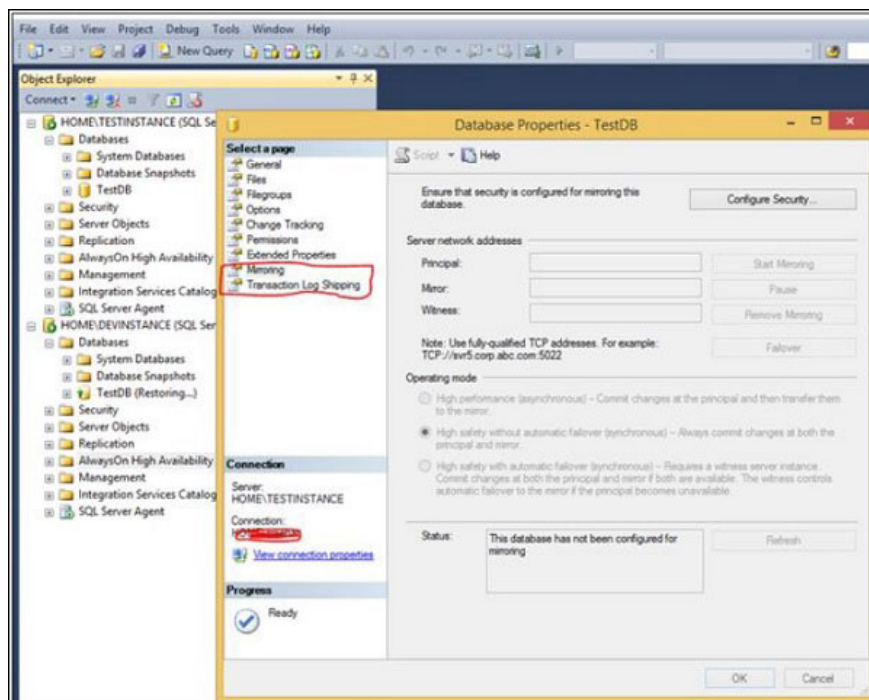 File Edit View Project Debug Tools Window Help
New Query
Object Explorer
Connect
HOME\TESTINSTANCE (SQL Se
Databases
System Databases
Database Snapshots
TestDB
Security
Server Objects
Replication
AlwaysOn High Availability
Management
Integration Services Catalog
SQL Server Agent
HOME\DEVINSTANCE (SQL Ser
Databases
System Databases
Database Snapshots
TestDB (Restoring...)
Security
Server Objects
Replication
AlwaysOn High Availability
Management
Integration Services Catalog
SQL Server Agent
Database Properties - TestDB
Select a page
General
Files
Filegroups
Options
Change Tracking
Permissions
Extended Properties
Mirroring
Transaction Log Shipping
Connection
Server:
HOME\TESTINSTANCE
Connection:
View connection properties
Progress
Ready
Script Help
Ensure that security is configured for mirroring this
database.
Configure Security...
Server network addresses
Principal:
Start Mirroring
Mirror:
Pause
Witness:
Remove Mirroring
Note: Use fully-qualified TCP addresses. For example:
TCP://svr5.corp.abc.com:5022
Failover
Operating mode
High performance (asynchronous) – Commit changes at the principal and then transfer them
to the mirror.
High safety without automatic failover (synchronous) – Always commit changes at both the
principal and mirror.
High safety with automatic failover (synchronous) – Requires a witness server instance.
Commit changes at both the principal and mirror if both are available. The witness controls
automatic failover to the mirror if the principal becomes unavailable.
Status:
This database has not been configured for
mirroring
Refresh
OK Cancel